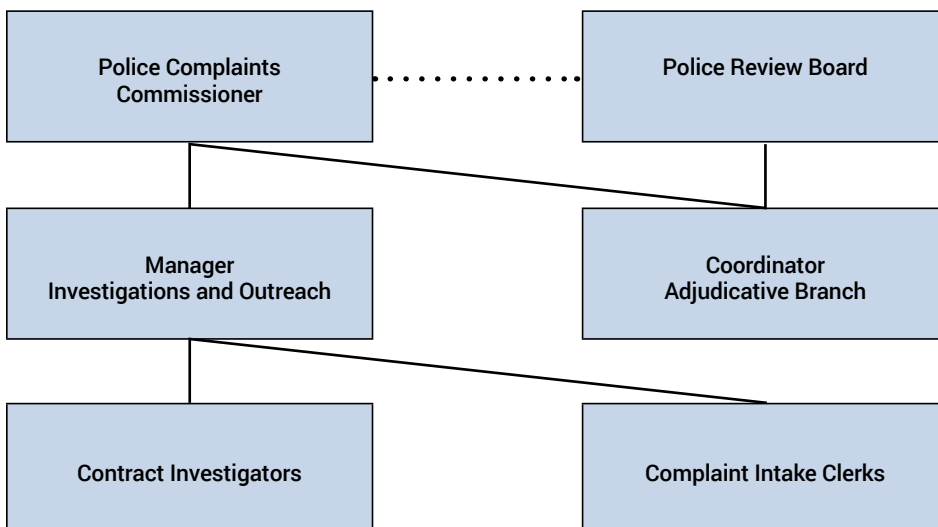 Police Complaints
Commissioner
Police Review Board
Manager
Investigations and Outreach
Coordinator
Adjudicative Branch
Contract Investigators
Complaint Intake Clerks